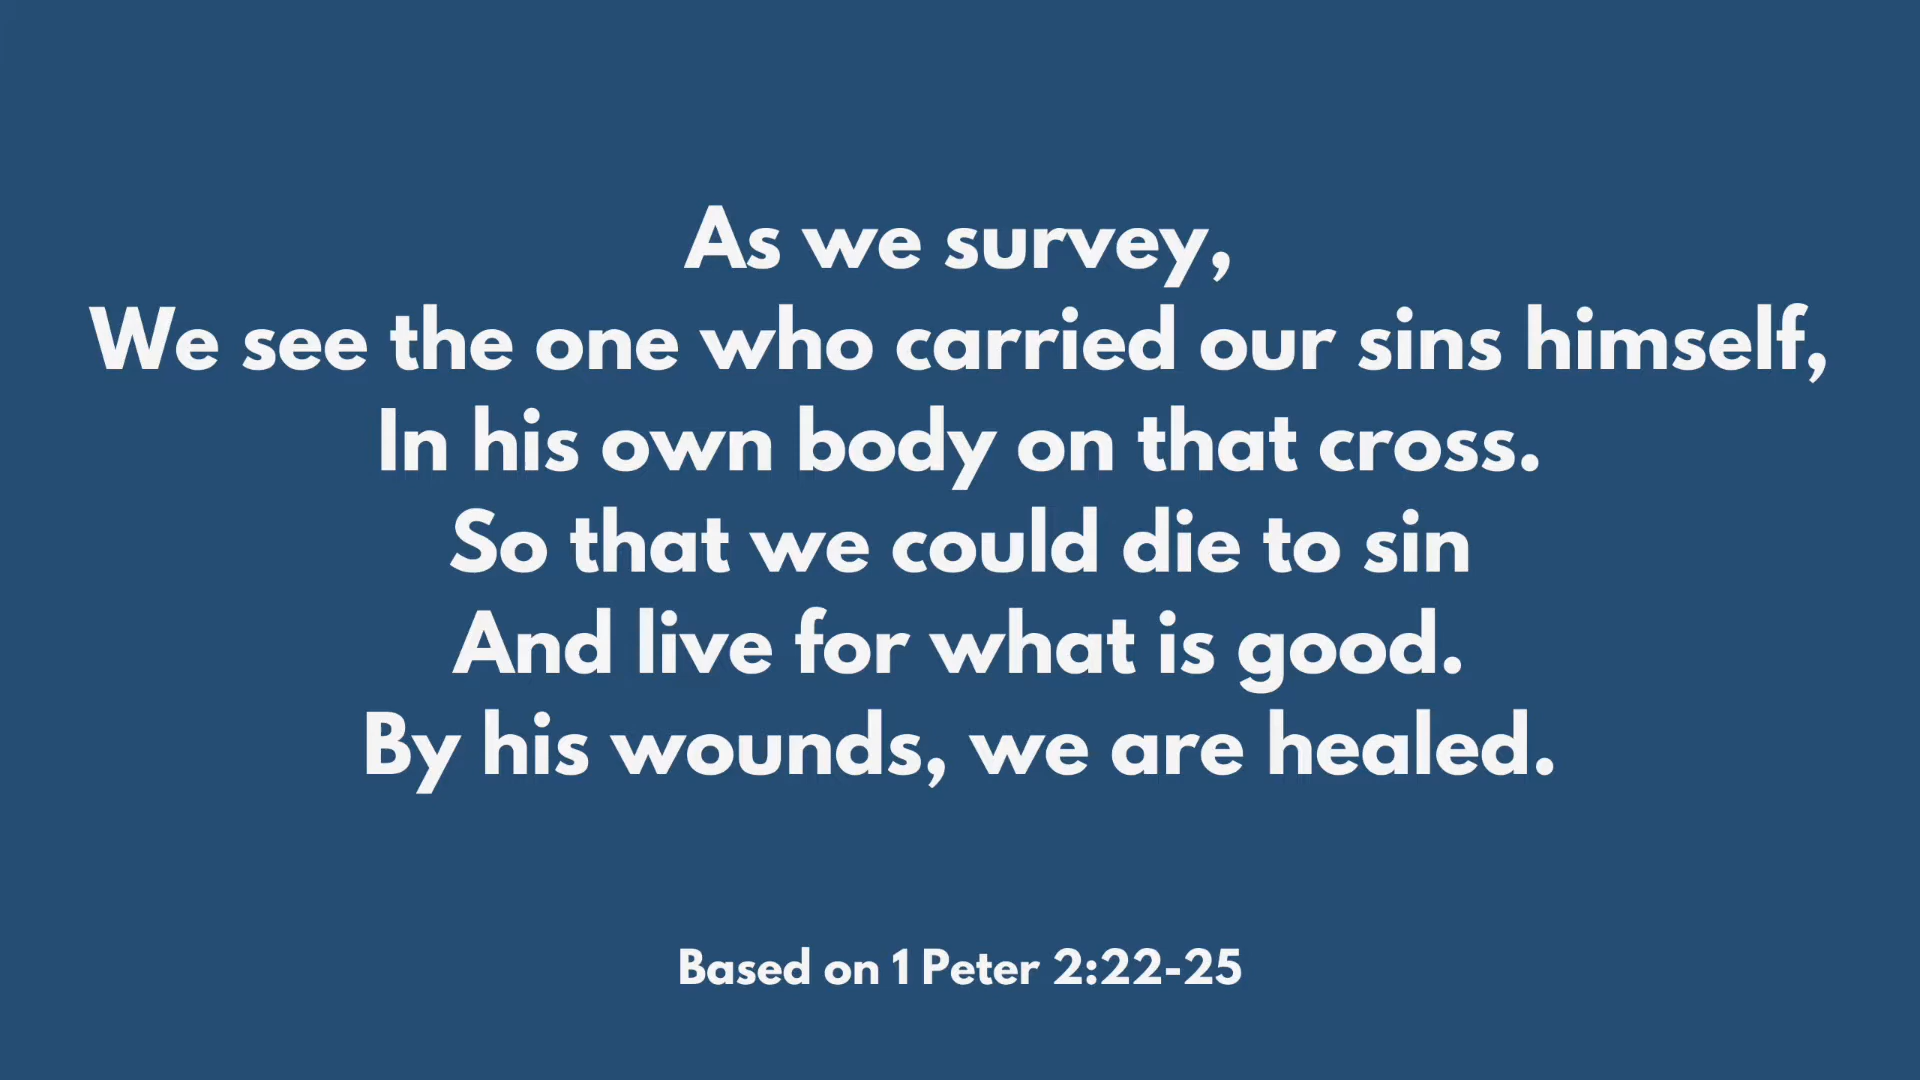 As we survey,
We see the one who carried our sins himself,
In his own body on that cross.
So that we could die to sin
And live for what is good.
By his wounds, we are healed.
Based on 1 Peter 2:22-25